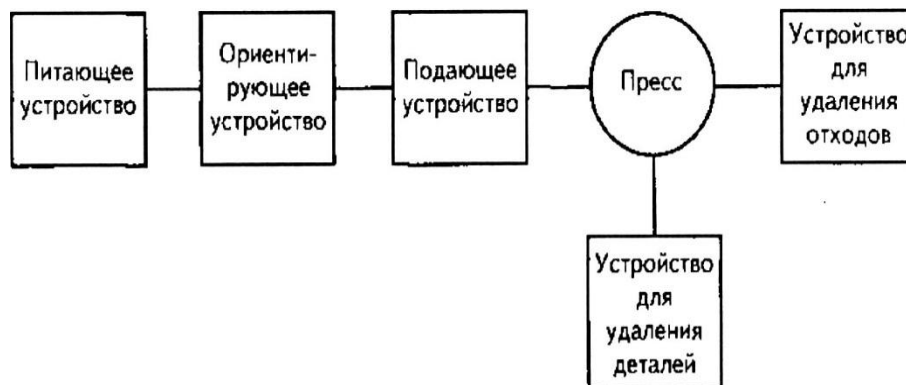 Питающее
устройство
Ориенти-
рующее
устройство
Подающее
устройство
Пресс
Устройство
для
удаления
отходов
Устройство
для
удаления
деталей